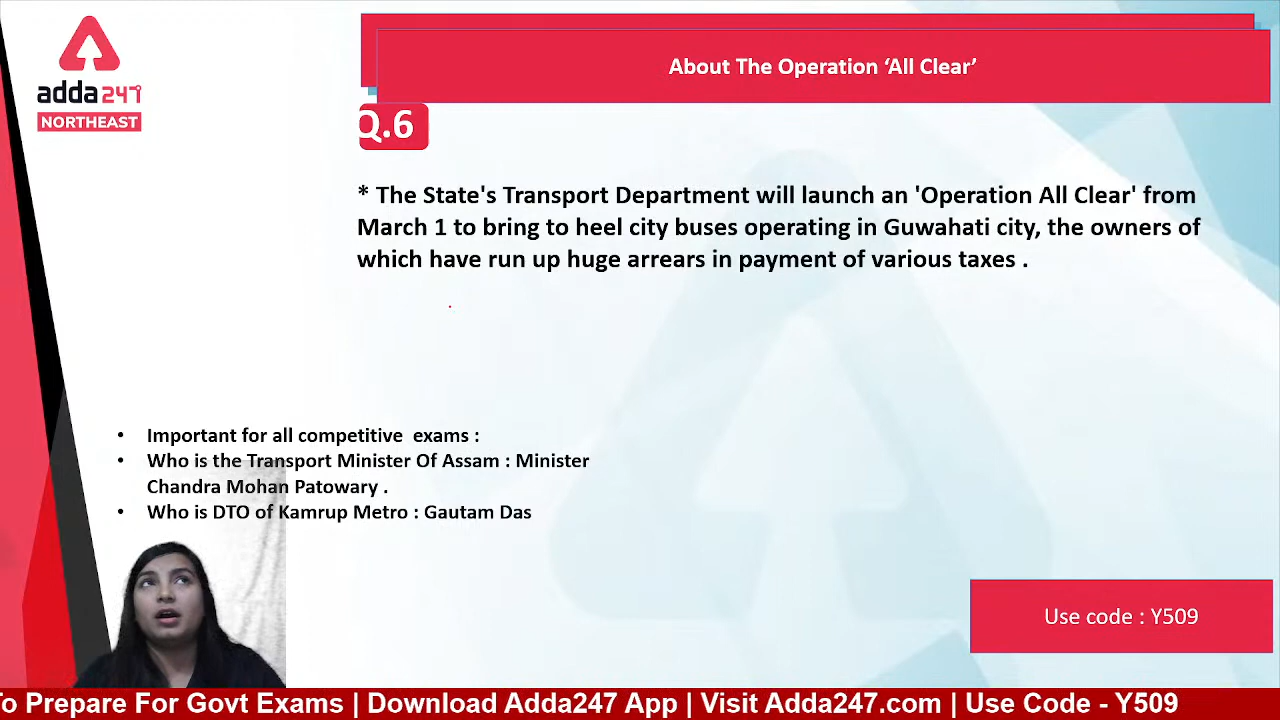 adda247
NORTHEAST
About The Operation ‘All Clear’
Q.6
* The State's Transport Department will launch an 'Operation All Clear' from
March 1 to bring to heel city buses operating in Guwahati city, the owners of
which have run up huge arrears in payment of various taxes .
• Important for all competitive exams :
• Who is the Transport Minister Of Assam : Minister
Chandra Mohan Patowary .
• Who is DTO of Kamrup Metro : Gautam Das
Use code : Y509
To Prepare For Govt Exams | Download Adda247 App | Visit Adda247.com | Use Code - Y509